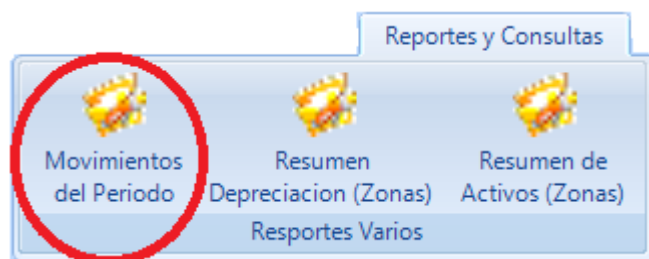 Reportes y Consultas
Movimientos
del Periodo
Resumen
Depreciacion (Zonas)
Resumen de
Activos (Zonas)
Resportes Varios